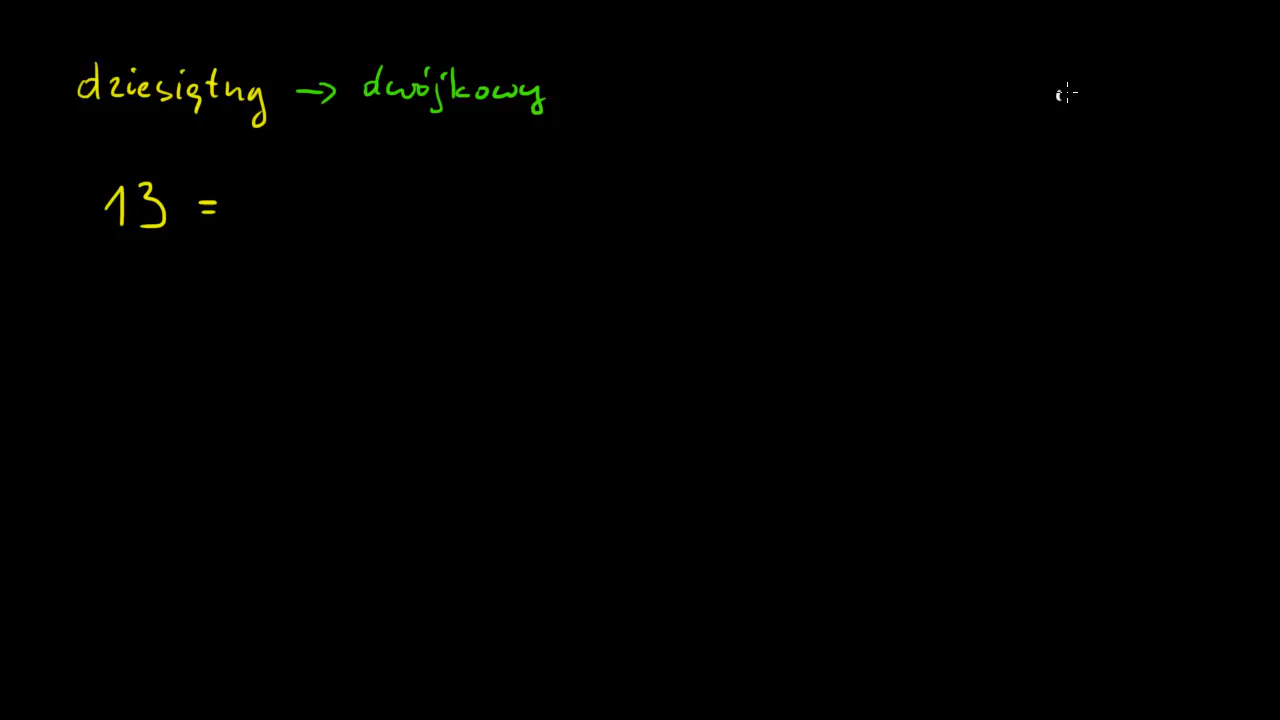 dziesiętny → dwójkowy
13 =